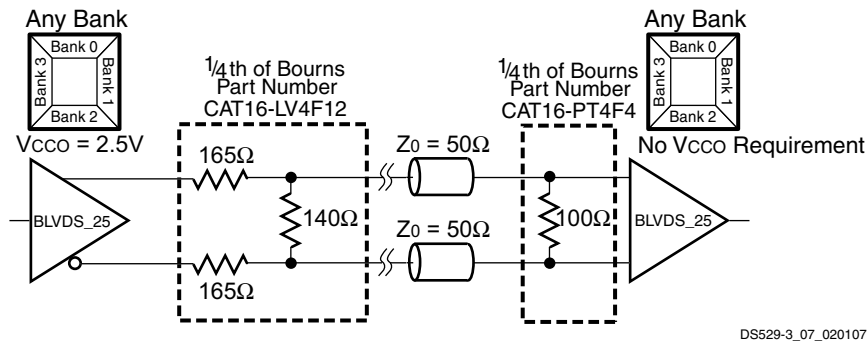 Any Bank
Bank 0
Bank 3
Bank 1
Bank 2
VCCO = 2.5V
1/4th of Bourns
Part Number
CAT16-LV4F12
1/4th of Bourns
Part Number
CAT16-PT4F4
Any Bank
Bank 0
Bank 3
Bank 1
Bank 2
No VCCO Requirement
BLVDS_25
165Ω
140Ω
165Ω
Z0 = 50Ω
Z0 = 50Ω
100Ω
BLVDS_25
DS529-3_07_020107